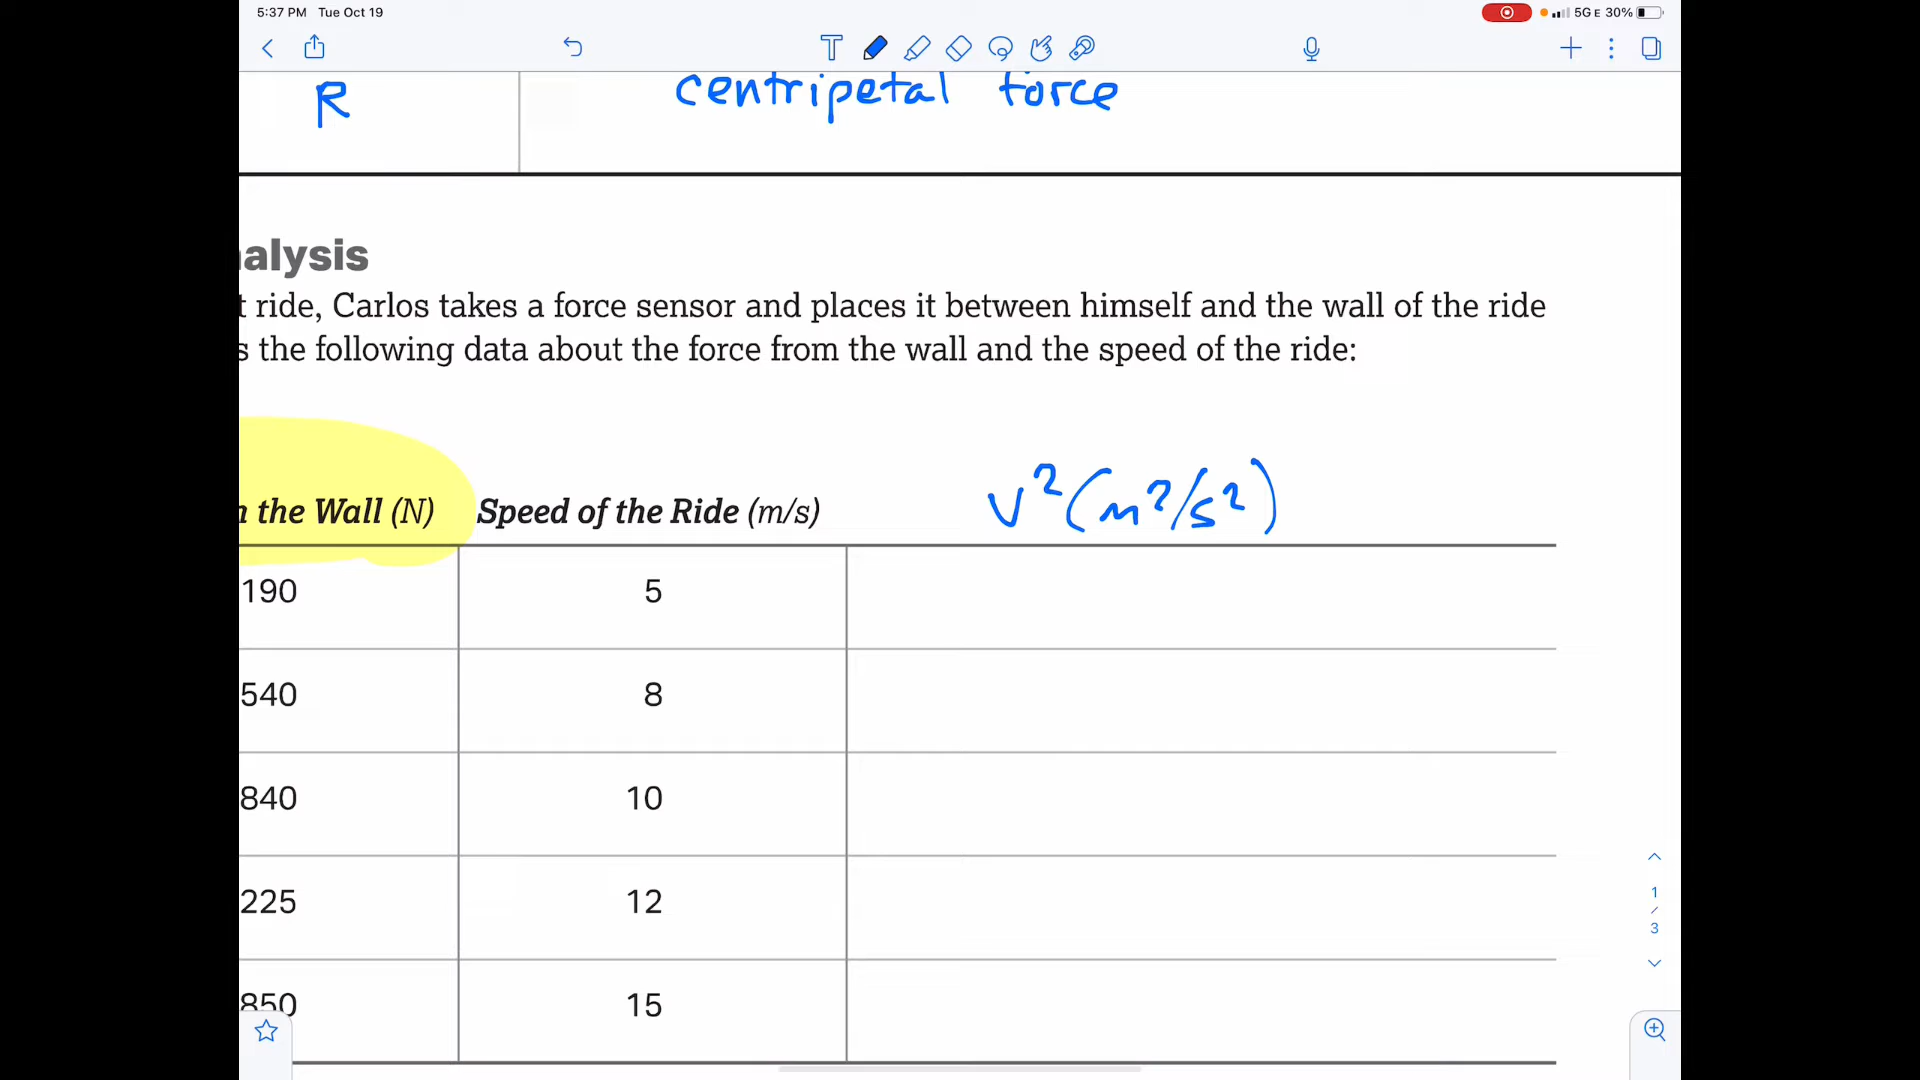 5:37 PM Tue Oct 19
5G E 30%
R
centripetal force
alysis
t ride, Carlos takes a force sensor and places it between himself and the wall of the ride
s the following data about the force from the wall and the speed of the ride:
the Wall (N) Speed of the Ride (m/s) v²(m²/s²)
190 5
540 8
840 10
225 12
850 15
1
/
3